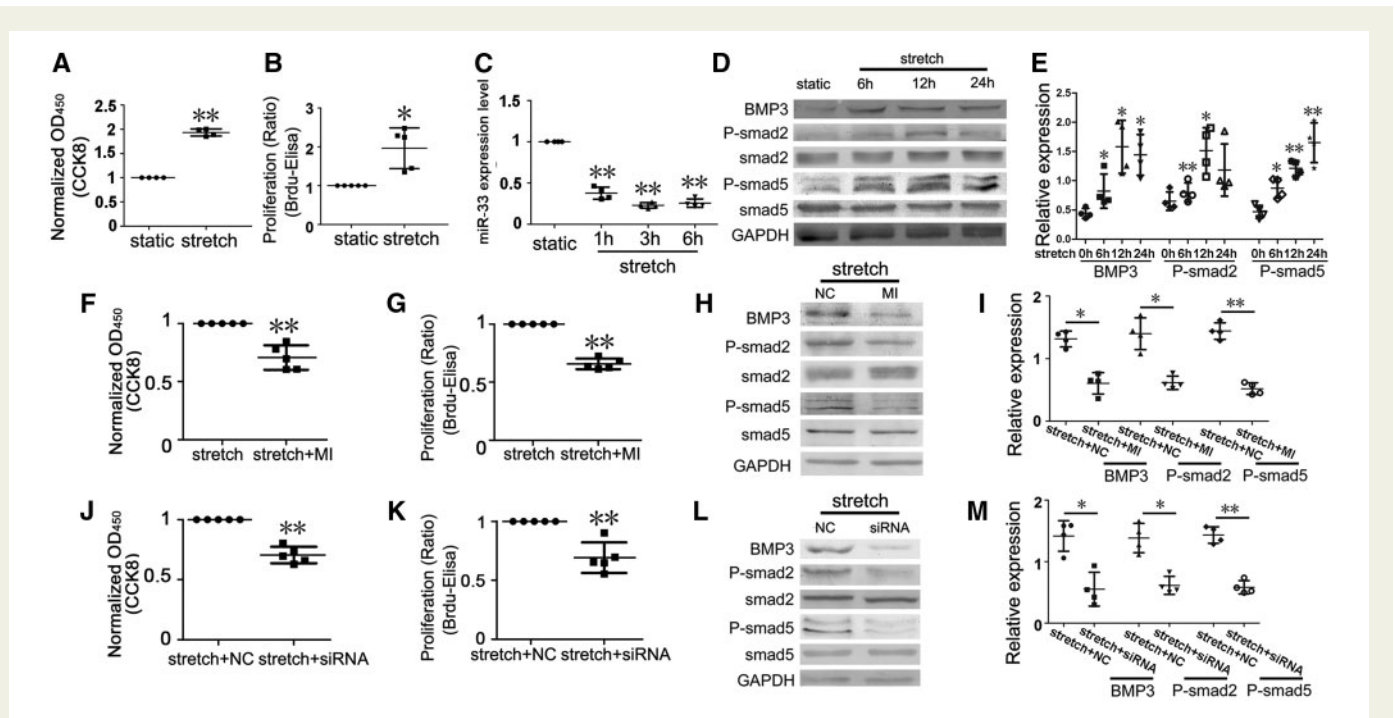 A
Normalized OD450
(CCK8)
2.5
2
1.5
1
0.5
0
**
static stretch
B
Proliferation (Ratio)
(Brdu-Elisa)
3
2
1
0
*
static stretch
C
miR-33 expression level
1.5
1
0.5
0
** ** **
static 1h 3h 6h
stretch
D
stretch
static 6h 12h 24h
BMP3
P-smad2
smad2
P-smad5
smad5
GAPDH
E
Relative expression
2.5
2.0
1.5
1.0
0.5
0.0
* * * ** * * ** **
stretch 0h 6h 12h 24h 0h 6h 12h 24h 0h 6h 12h 24h
BMP3 P-smad2 P-smad5
F
Normalized OD450
(CCK8)
1
0.5
0
**
stretch stretch+MI
G
Proliferation (Ratio)
(Brdu-Elisa)
1
0.5
0
**
stretch stretch+MI
H
stretch
NC MI
BMP3
P-smad2
smad2
P-smad5
smad5
GAPDH
I
Relative expression
2
1
0
* * **
stretch+NC stretch+MI stretch+NC stretch+MI stretch+NC stretch+MI
BMP3 P-smad2 P-smad5
J
Normalized OD450
(CCK8)
1
0.5
0
**
stretch+NC stretch+siRNA
K
Proliferation (Ratio)
(Brdu-Elisa)
1
0.5
0
**
stretch+NC stretch+siRNA
L
stretch
NC siRNA
BMP3
P-smad2
smad2
P-smad5
smad5
GAPDH
M
Relative expression
2
1
0
* * **
stretch+NC stretch+siRNA stretch+NC stretch+siRNA stretch+NC stretch+siRNA
BMP3 P-smad2 P-smad5